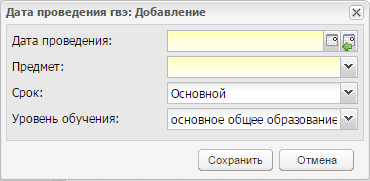 Дата проведения гвэ: Добавление
Дата проведения:
Предмет:
Срок: Основной
Уровень обучения: основное общее образование
Сохранить Отмена